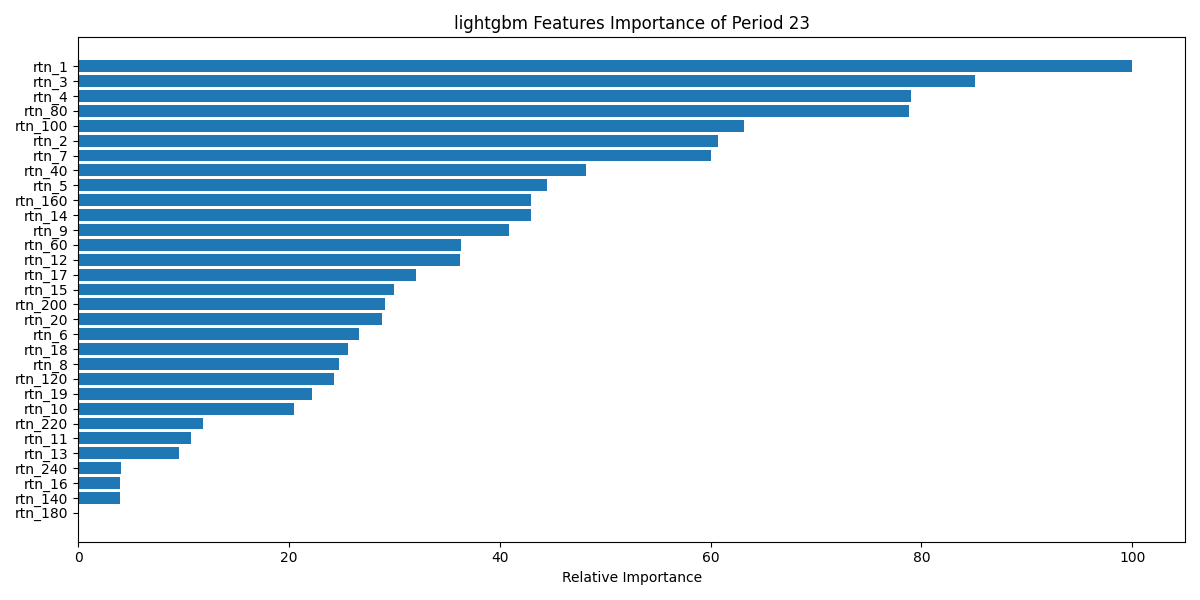 lightgbm Features Importance of Period 23
rtn_1
rtn_3
rtn_4
rtn_80
rtn_100
rtn_2
rtn_7
rtn_40
rtn_5
rtn_160
rtn_14
rtn_9
rtn_60
rtn_12
rtn_17
rtn_15
rtn_200
rtn_20
rtn_6
rtn_18
rtn_8
rtn_120
rtn_19
rtn_10
rtn_220
rtn_11
rtn_13
rtn_240
rtn_16
rtn_140
rtn_180
0 20 40 60 80 100
Relative Importance